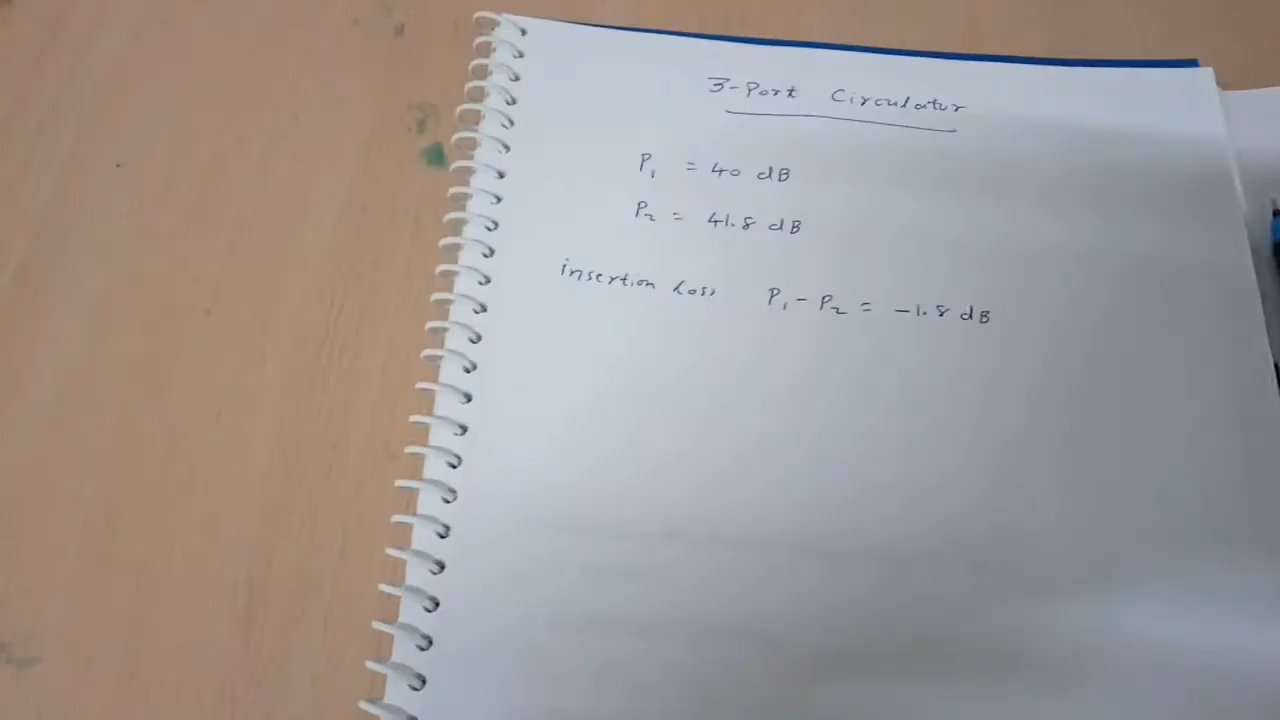 3-Port Circulator
P₁ = 40 dB
P₂ = 41.8 dB
insertion Loss P₁ - P₂ = -1.8 dB